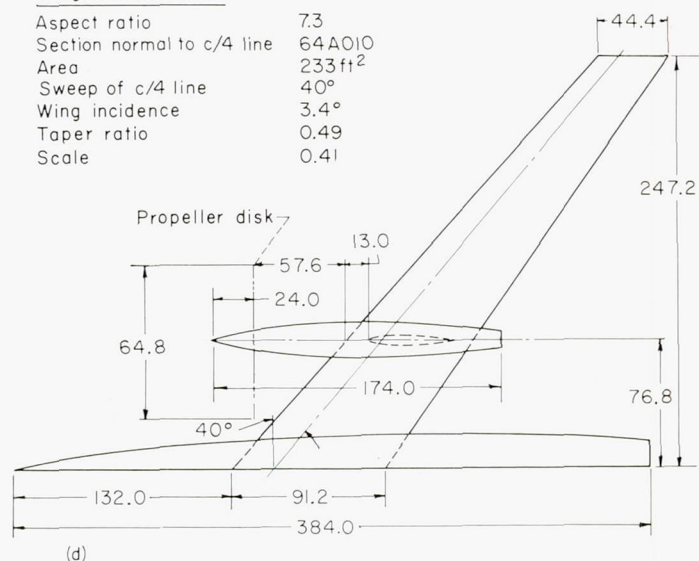 Aspect ratio 7.3
Section normal to c/4 line 64A010
Area 233 ft²
Sweep of c/4 line 40°
Wing incidence 3.4°
Taper ratio 0.49
Scale 0.41
44.4
247.2
Propeller disk
13.0
57.6
24.0
64.8
174.0
76.8
40°
132.0
91.2
384.0
(d)